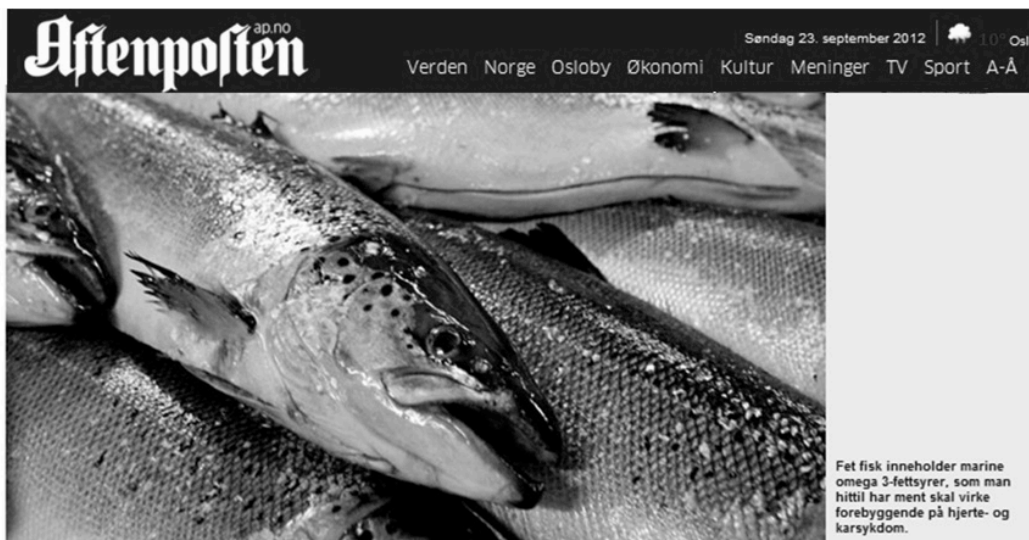 Aftenposten
ap.no
Søndag 23. september 2012 10° Osl
Verden Norge Osloby Økonomi Kultur Meninger TV Sport A-Å
Fet fisk inneholder marine
omega 3-fettsyrer, som man
hittil har ment skal virke
forebyggende på hjerte- og
karsykdom.